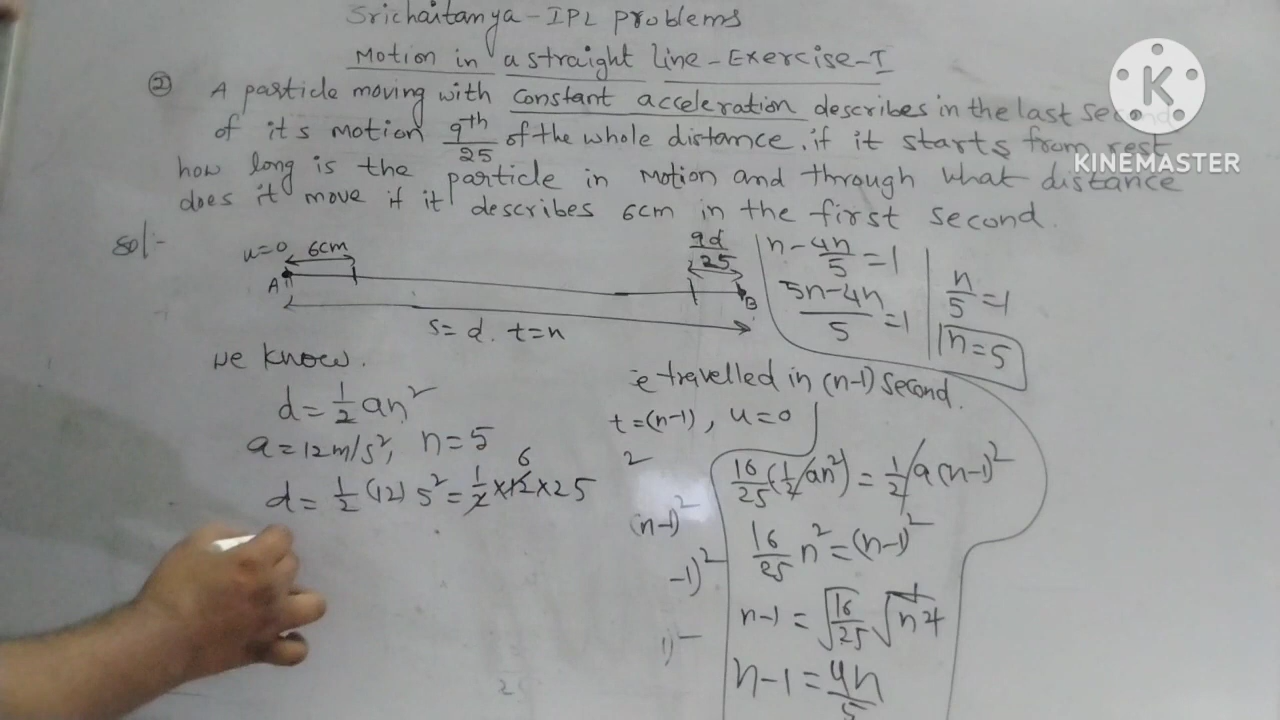 Srichaitanya - IPL problems
Motion in a straight line - Exercise - I
② A particle moving with constant acceleration describes in the last second
of its motion 9th/25 of the whole distance. if it starts from rest
how long is the particle in motion and through what distance
does it move if it describes 6cm in the first second.
Sol:-
u=0 6cm 9d/25
A B
s= d. t=n
we know.
d = 1/2 an²
a = 12m/s², n = 5
d = 1/2 (12) 5² = 1/2 × 12 × 25
6
n - 4n/5 = 1
5n-4n/5 = 1
n/5 = 1
n = 5
e travelled in (n-1) second.
t = (n-1), u = 0
2
(n-1)²
-1)²
16/25 (1/2 an²) = 1/2 a (n-1)²
16/25 n² = (n-1)²
n-1 = √16/25 √n²
n-1 = 4n/5
K
KINEMASTER